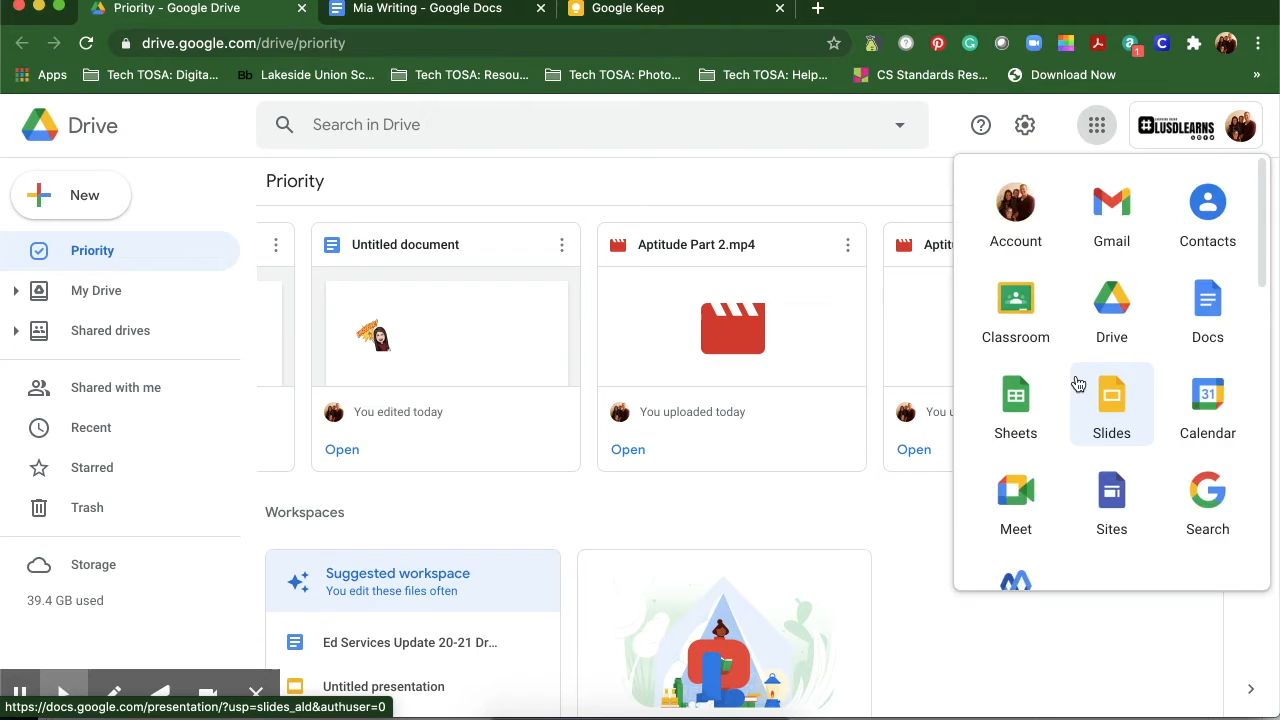 Priority - Google Drive
Mia Writing - Google Docs
Google Keep
drive.google.com/drive/priority
1
Apps
Tech TOSA: Digita...
Bb
Lakeside Union Sc...
Tech TOSA: Resou...
Tech TOSA: Photo...
Tech TOSA: Help...
CS Standards Res...
Download Now
»
Drive
Search in Drive
#LUSDLEARNS
New
Priority
My Drive
Shared drives
Shared with me
Recent
Starred
Trash
Storage
39.4 GB used
Priority
Untitled document
You edited today
Open
Aptitude Part 2.mp4
You uploaded today
Open
Aptit
You u
Open
Workspaces
Suggested workspace
You edit these files often
Ed Services Update 20-21 Dr...
Untitled presentation
Account
Gmail
Contacts
Classroom
Drive
Docs
Sheets
Slides
31
Calendar
Meet
Sites
Search
https://docs.google.com/presentation/?usp=slides_ald&authuser=0